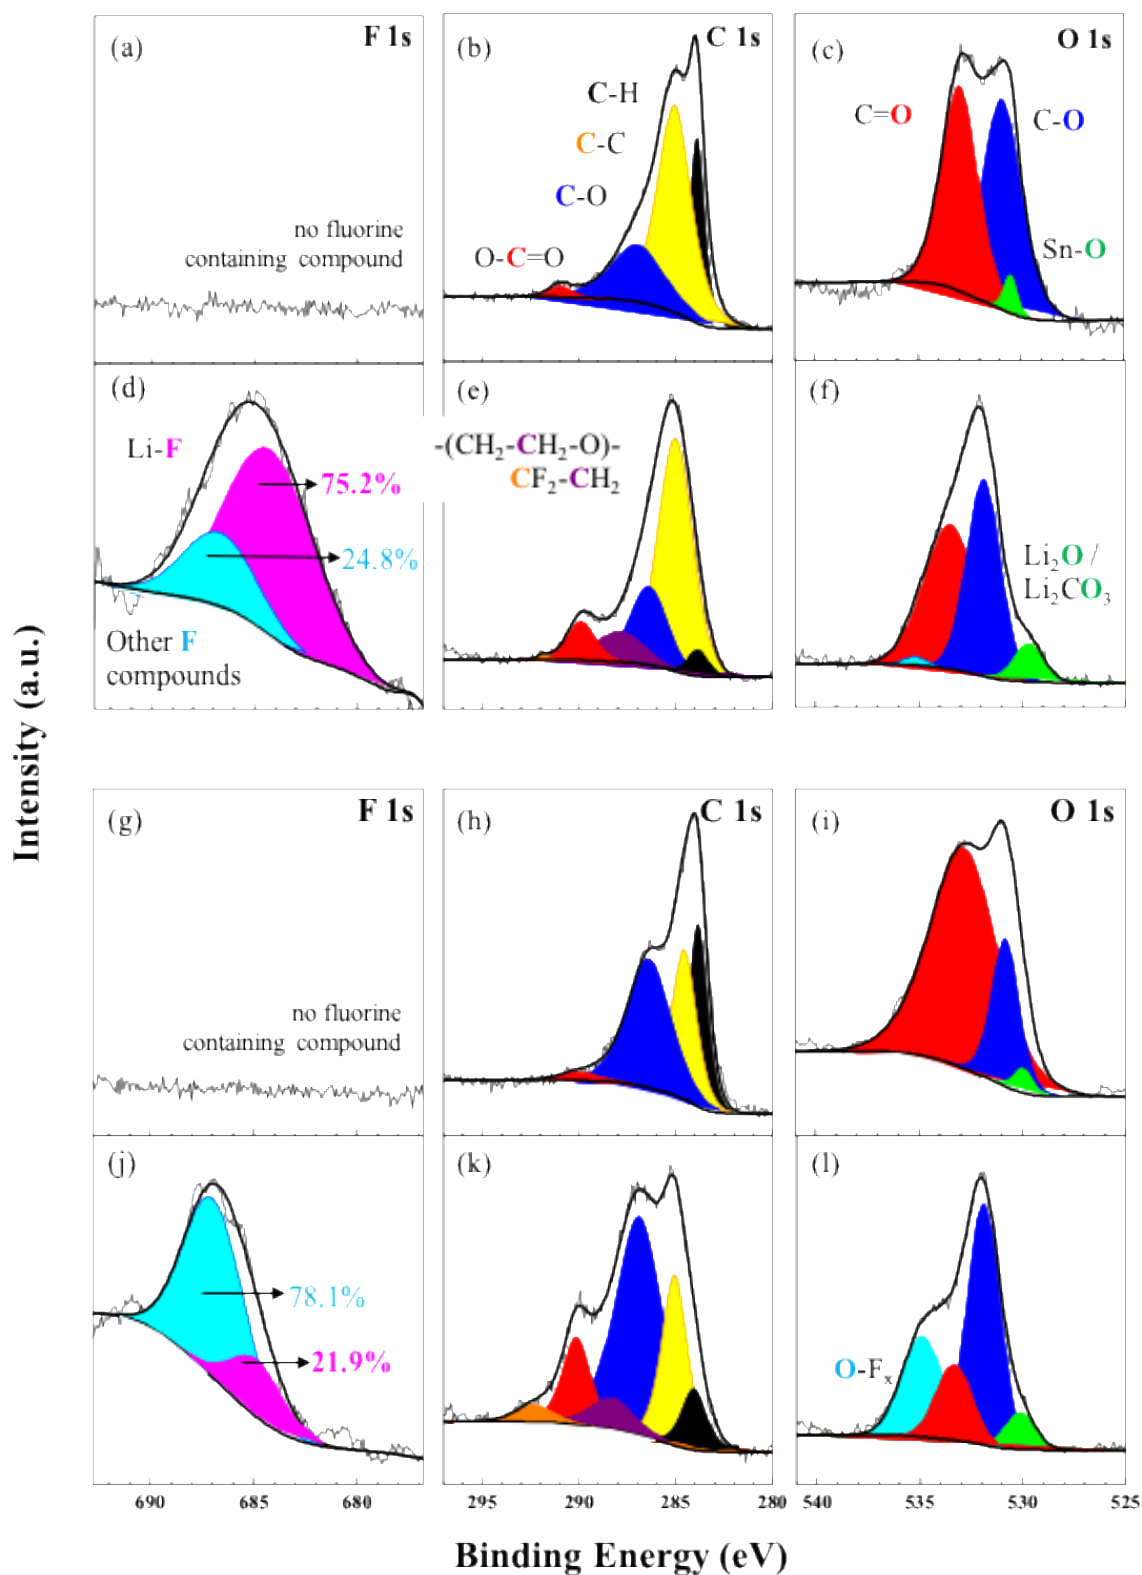 (a) F 1s
no fluorine
containing compound
(b) C 1s
C-H
C-C
C-O
O-C=O
(c) O 1s
C=O
C-O
Sn-O
(d)
Li-F
75.2%
24.8%
Other F
compounds
(e)
-(CH₂-CH₂-O)-
CF₂-CH₂
(f)
Li₂O /
Li₂CO₃
Intensity (a.u.)
(g) F 1s
no fluorine
containing compound
(h) C 1s
(i) O 1s
(j)
78.1%
21.9%
(k)
(l)
O-Fₓ
690 685 680
295 290 284 280
540 535 530 525
Binding Energy (eV)